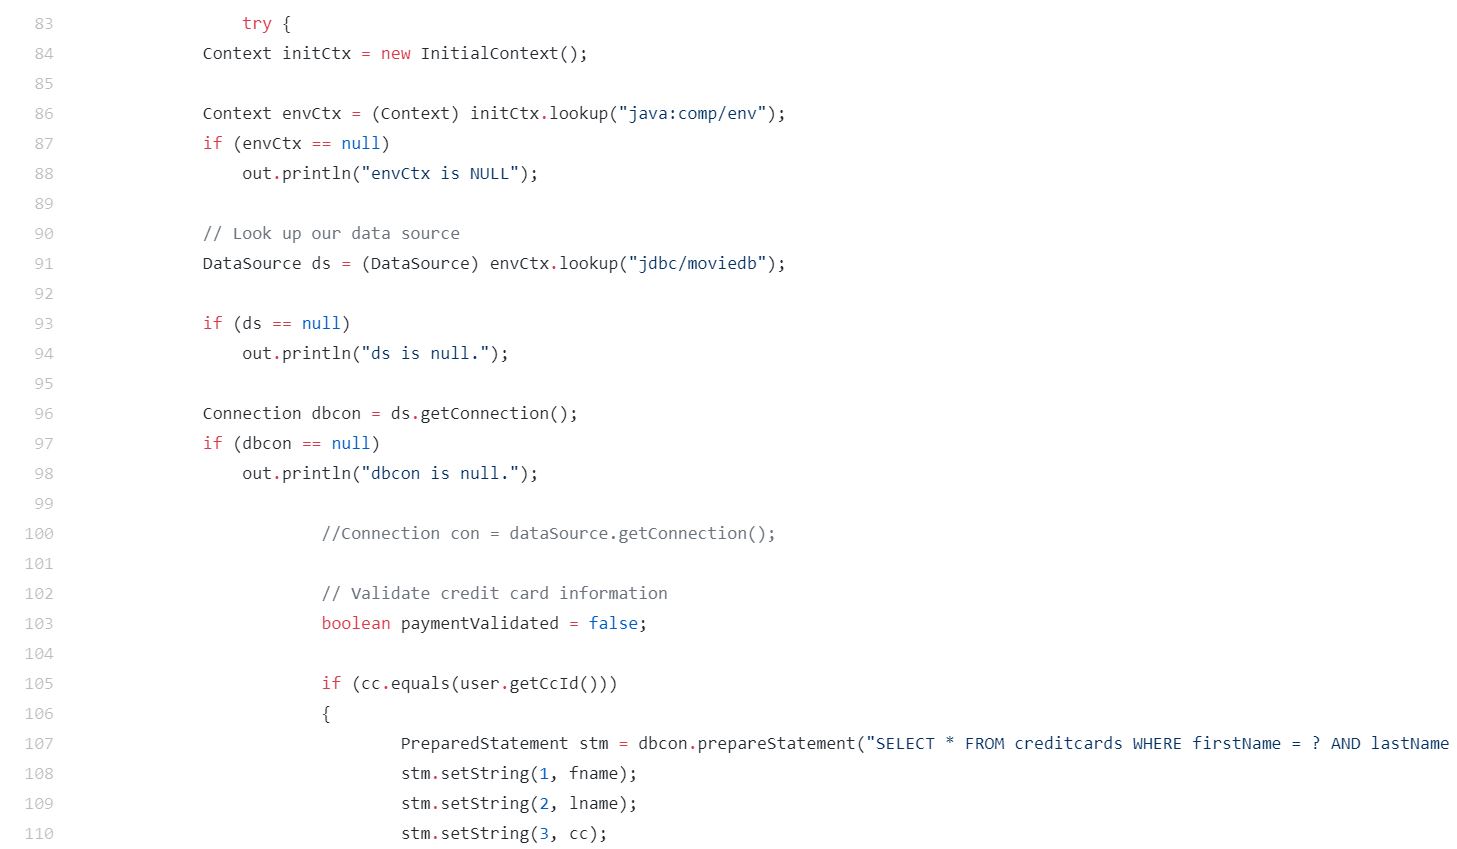 83 try {
84 Context initCtx = new InitialContext();
85
86 Context envCtx = (Context) initCtx.lookup("java:comp/env");
87 if (envCtx == null)
88 out.println("envCtx is NULL");
89
90 // Look up our data source
91 DataSource ds = (DataSource) envCtx.lookup("jdbc/moviedb");
92
93 if (ds == null)
94 out.println("ds is null.");
95
96 Connection dbcon = ds.getConnection();
97 if (dbcon == null)
98 out.println("dbcon is null.");
99
100 //Connection con = dataSource.getConnection();
101
102 // Validate credit card information
103 boolean paymentValidated = false;
104
105 if (cc.equals(user.getCcId()))
106 {
107 PreparedStatement stm = dbcon.prepareStatement("SELECT * FROM creditcards WHERE firstName = ? AND lastName
108 stm.setString(1, fname);
109 stm.setString(2, lname);
110 stm.setString(3, cc);